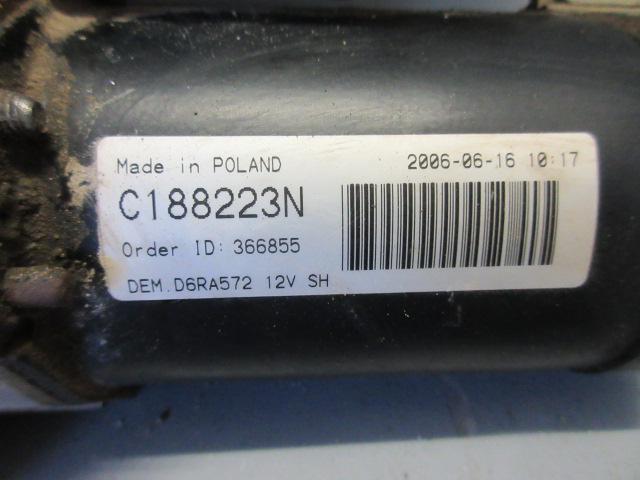 Made in POLAND 2006-06-16 10:17
C188223N
Order ID: 366855
DEM.D6RA572 12V SH